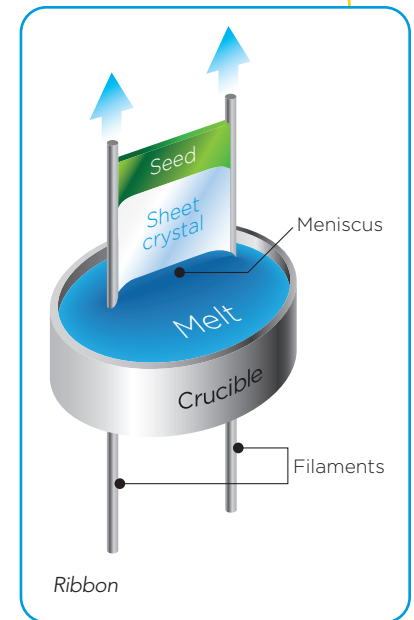 Seed
Sheet
crystal
Meniscus
Melt
Crucible
Filaments
Ribbon